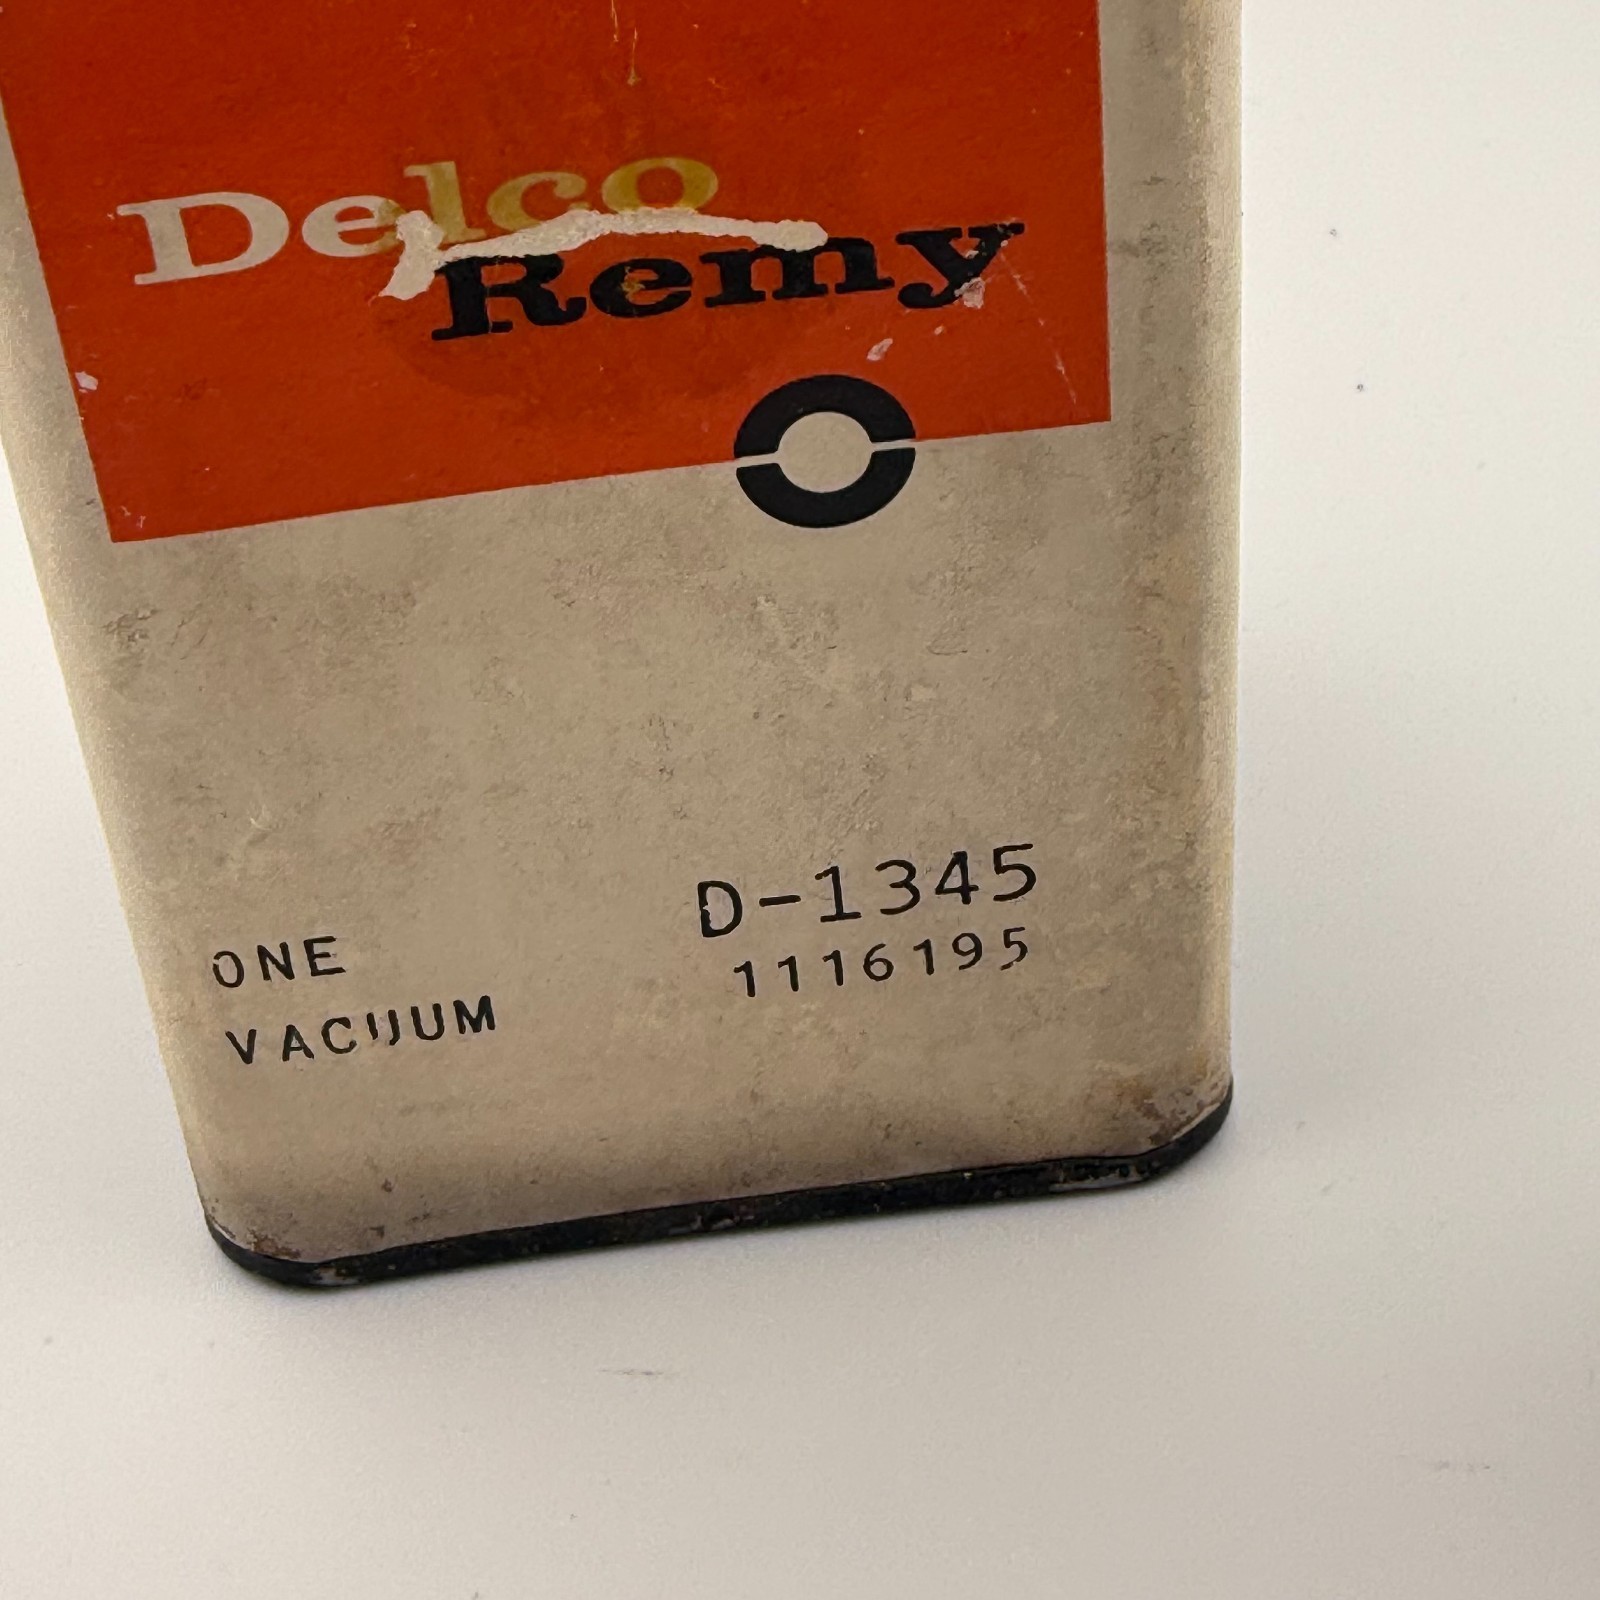 Delco
Remy
D-1345
ONE 1116195
VACUUM